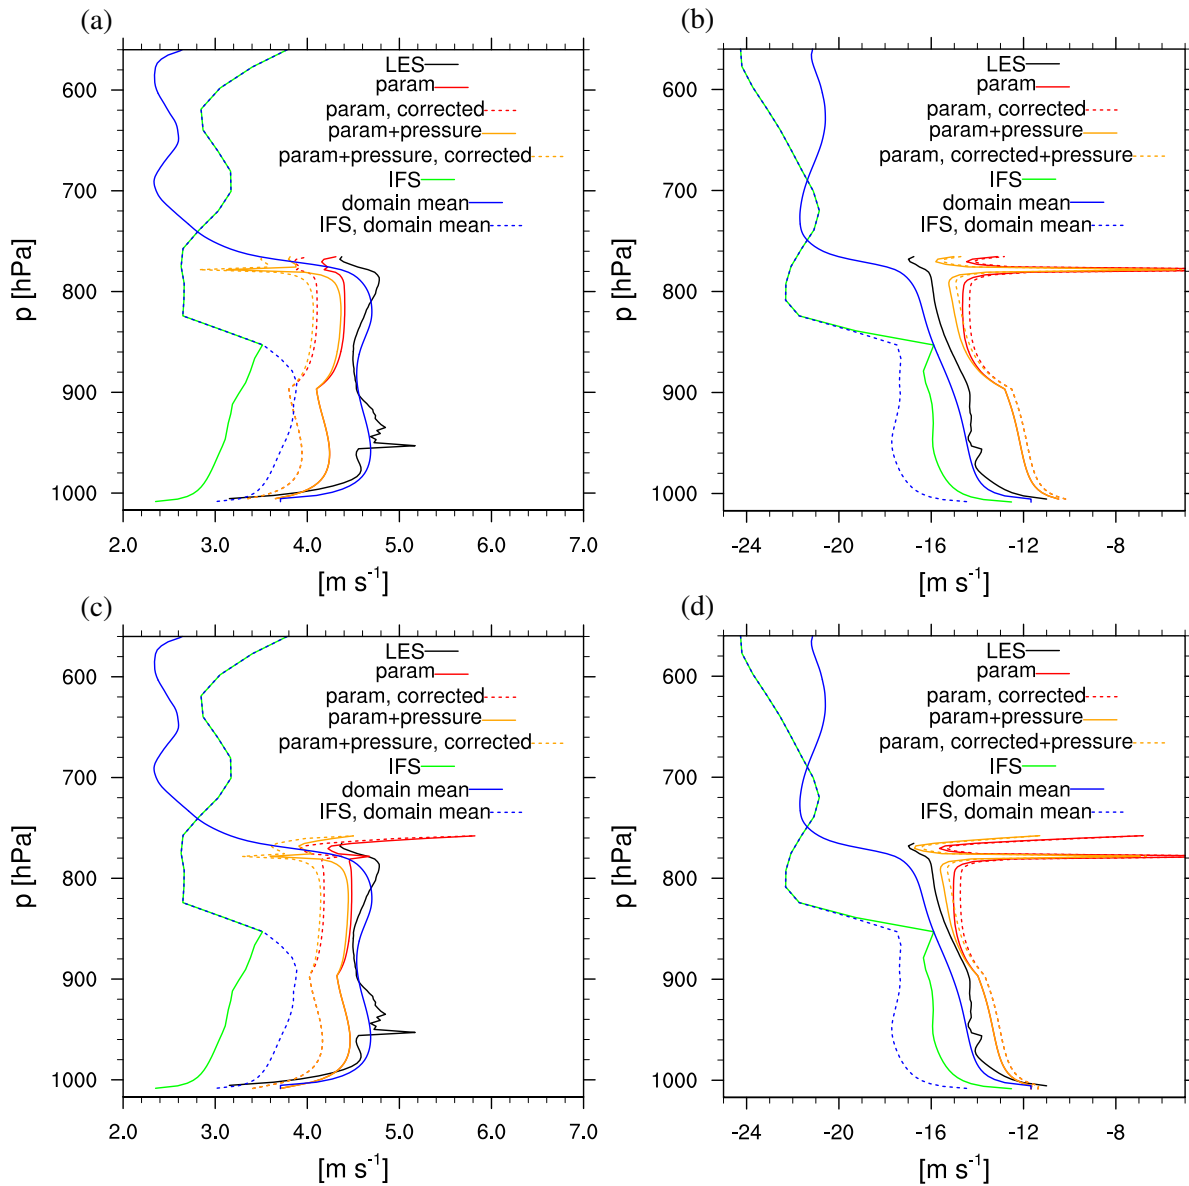 (a)
LES
param
param, corrected
param+pressure
param+pressure, corrected
IFS
domain mean
IFS, domain mean
600
700
800
900
1000
p [hPa]
2.0 3.0 4.0 5.0 6.0 7.0
[m s⁻¹]
(b)
LES
param
param, corrected
param+pressure
param, corrected+pressure
IFS
domain mean
IFS, domain mean
600
700
800
900
1000
p [hPa]
-24 -20 -16 -12 -8
[m s⁻¹]
(c)
LES
param
param, corrected
param+pressure
param+pressure, corrected
IFS
domain mean
IFS, domain mean
600
700
800
900
1000
p [hPa]
2.0 3.0 4.0 5.0 6.0 7.0
[m s⁻¹]
(d)
LES
param
param, corrected
param+pressure
param, corrected+pressure
IFS
domain mean
IFS, domain mean
600
700
800
900
1000
p [hPa]
-24 -20 -16 -12 -8
[m s⁻¹]